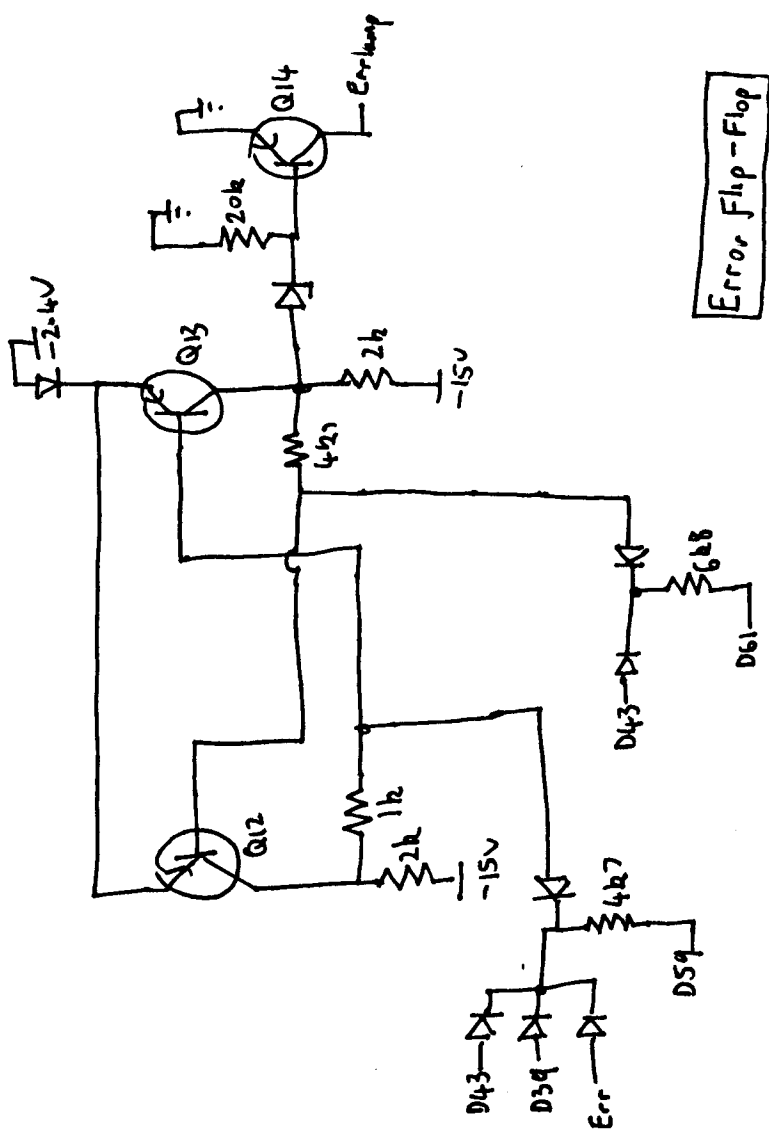 Q14
Err lamp
20k
-2.4V
Q13
2k
-15v
4k7
Q12
1k
2k
-15v
D43
6k8
D61
D43
D39
Err
4k7
D59
Error Flip-Flop